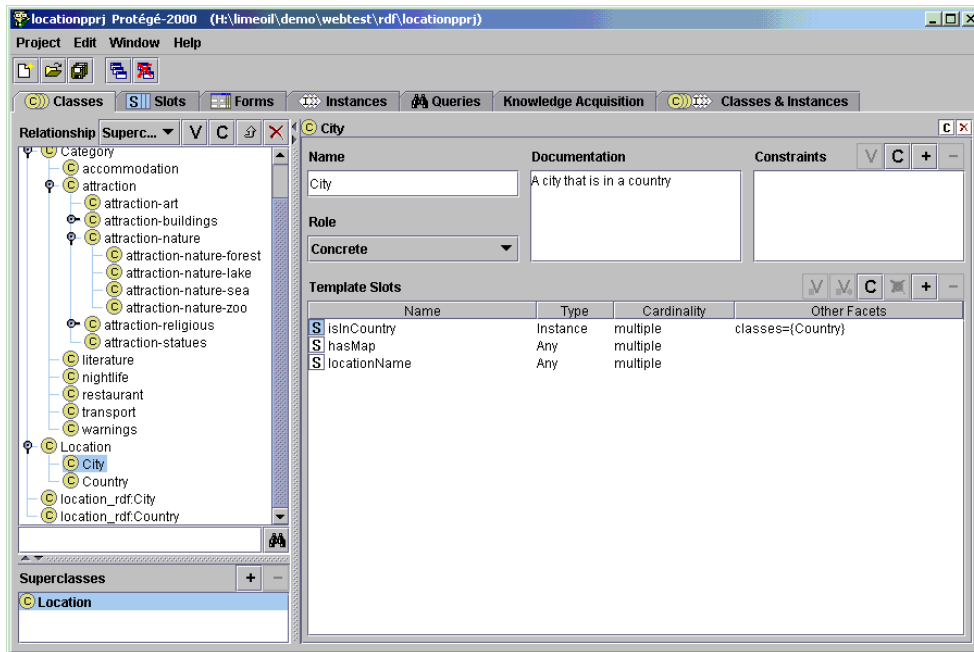 locationpprj Protégé-2000 (H:\limeoil\demo\webtest\rdf\locationpprj)
Project Edit Window Help
C Classes S Slots Forms Instances Queries Knowledge Acquisition C Classes & Instances
Relationship Superc... V C
C Category
C accommodation
C attraction
C attraction-art
C attraction-buildings
C attraction-nature
C attraction-nature-forest
C attraction-nature-lake
C attraction-nature-sea
C attraction-nature-zoo
C attraction-religious
C attraction-statues
C literature
C nightlife
C restaurant
C transport
C warnings
C Location
C City
C Country
C location_rdf:City
C location_rdf:Country
Superclasses + -
C Location
C City C x
Name Documentation Constraints V C + -
City A city that is in a country
Role
Concrete
Template Slots V V C + -
Name Type Cardinality Other Facets
S isInCountry Instance multiple classes={Country}
S hasMap Any multiple
S locationName Any multiple